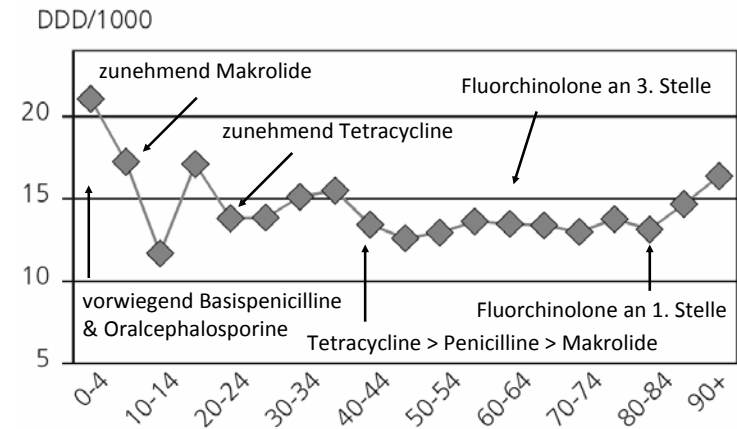 DDD/1000
zunehmend Makrolide
Fluorchinolone an 3. Stelle
20
zunehmend Tetracycline
15
10
vorwiegend Basispenicilline
& Oralcephalosporine
Fluorchinolone an 1. Stelle
Tetracycline > Penicilline > Makrolide
5
0-4
10-14
20-24
30-34
40-44
50-54
60-64
70-74
80-84
90+